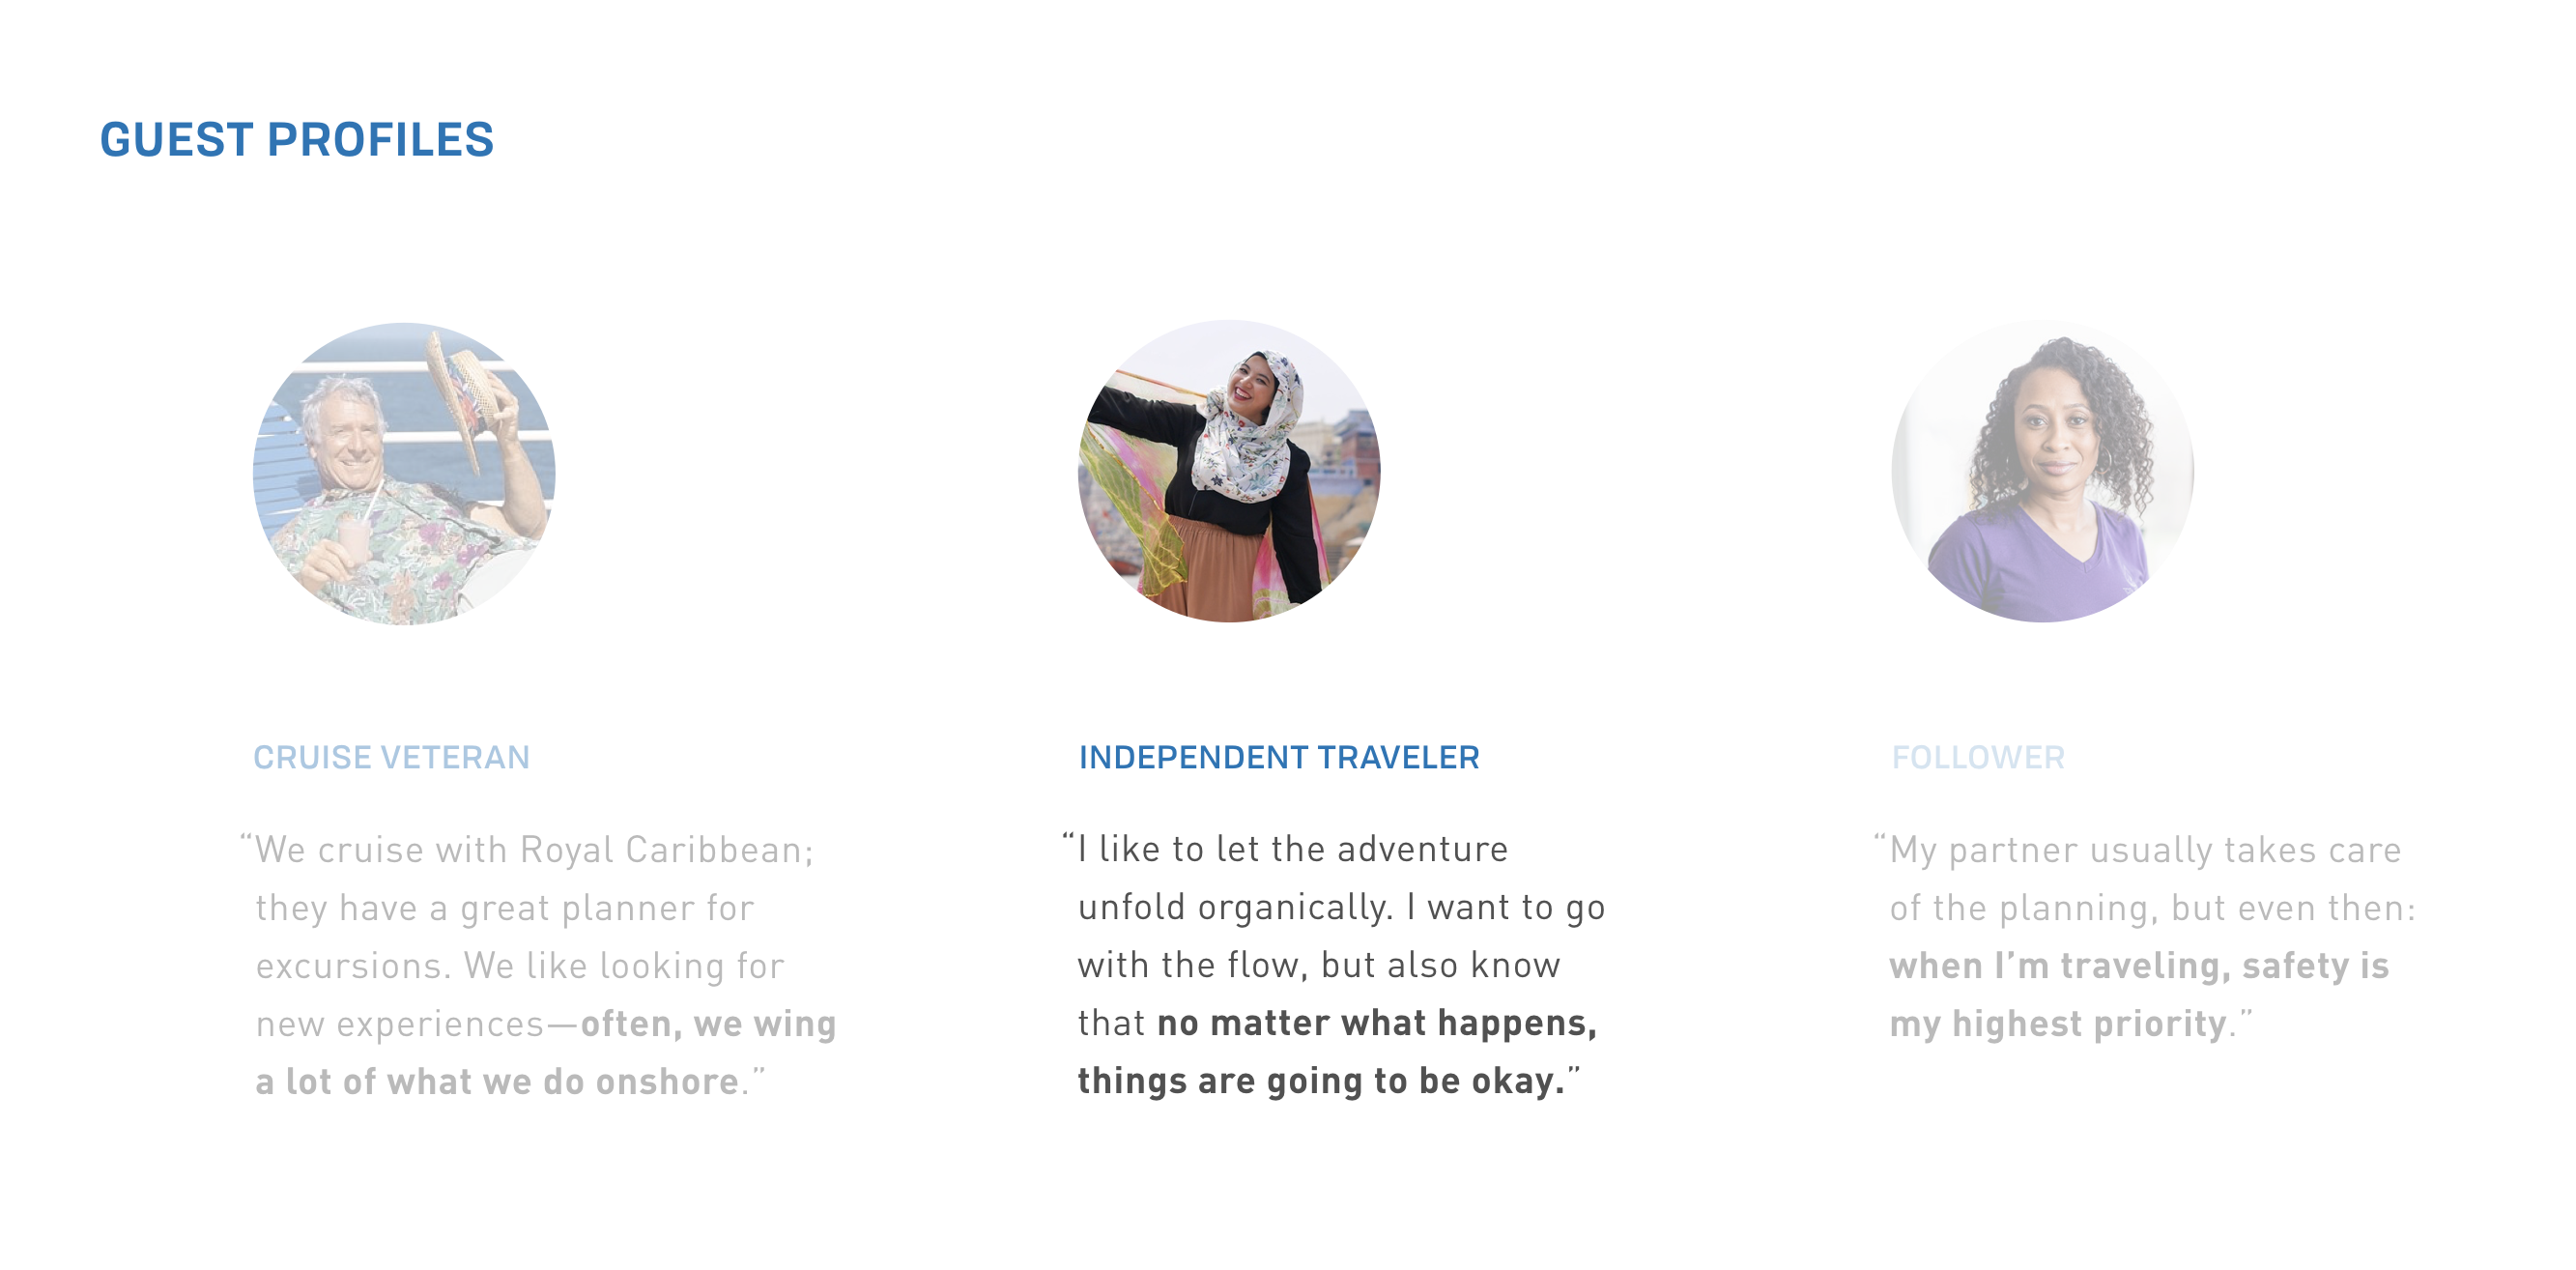 GUEST PROFILES
CRUISE VETERAN
“We cruise with Royal Caribbean;
they have a great planner for
excursions. We like looking for
new experiences—often, we wing
a lot of what we do onshore.”
INDEPENDENT TRAVELER
“I like to let the adventure
unfold organically. I want to go
with the flow, but also know
that no matter what happens,
things are going to be okay.”
FOLLOWER
“My partner usually takes care
of the planning, but even then:
when I’m traveling, safety is
my highest priority.”